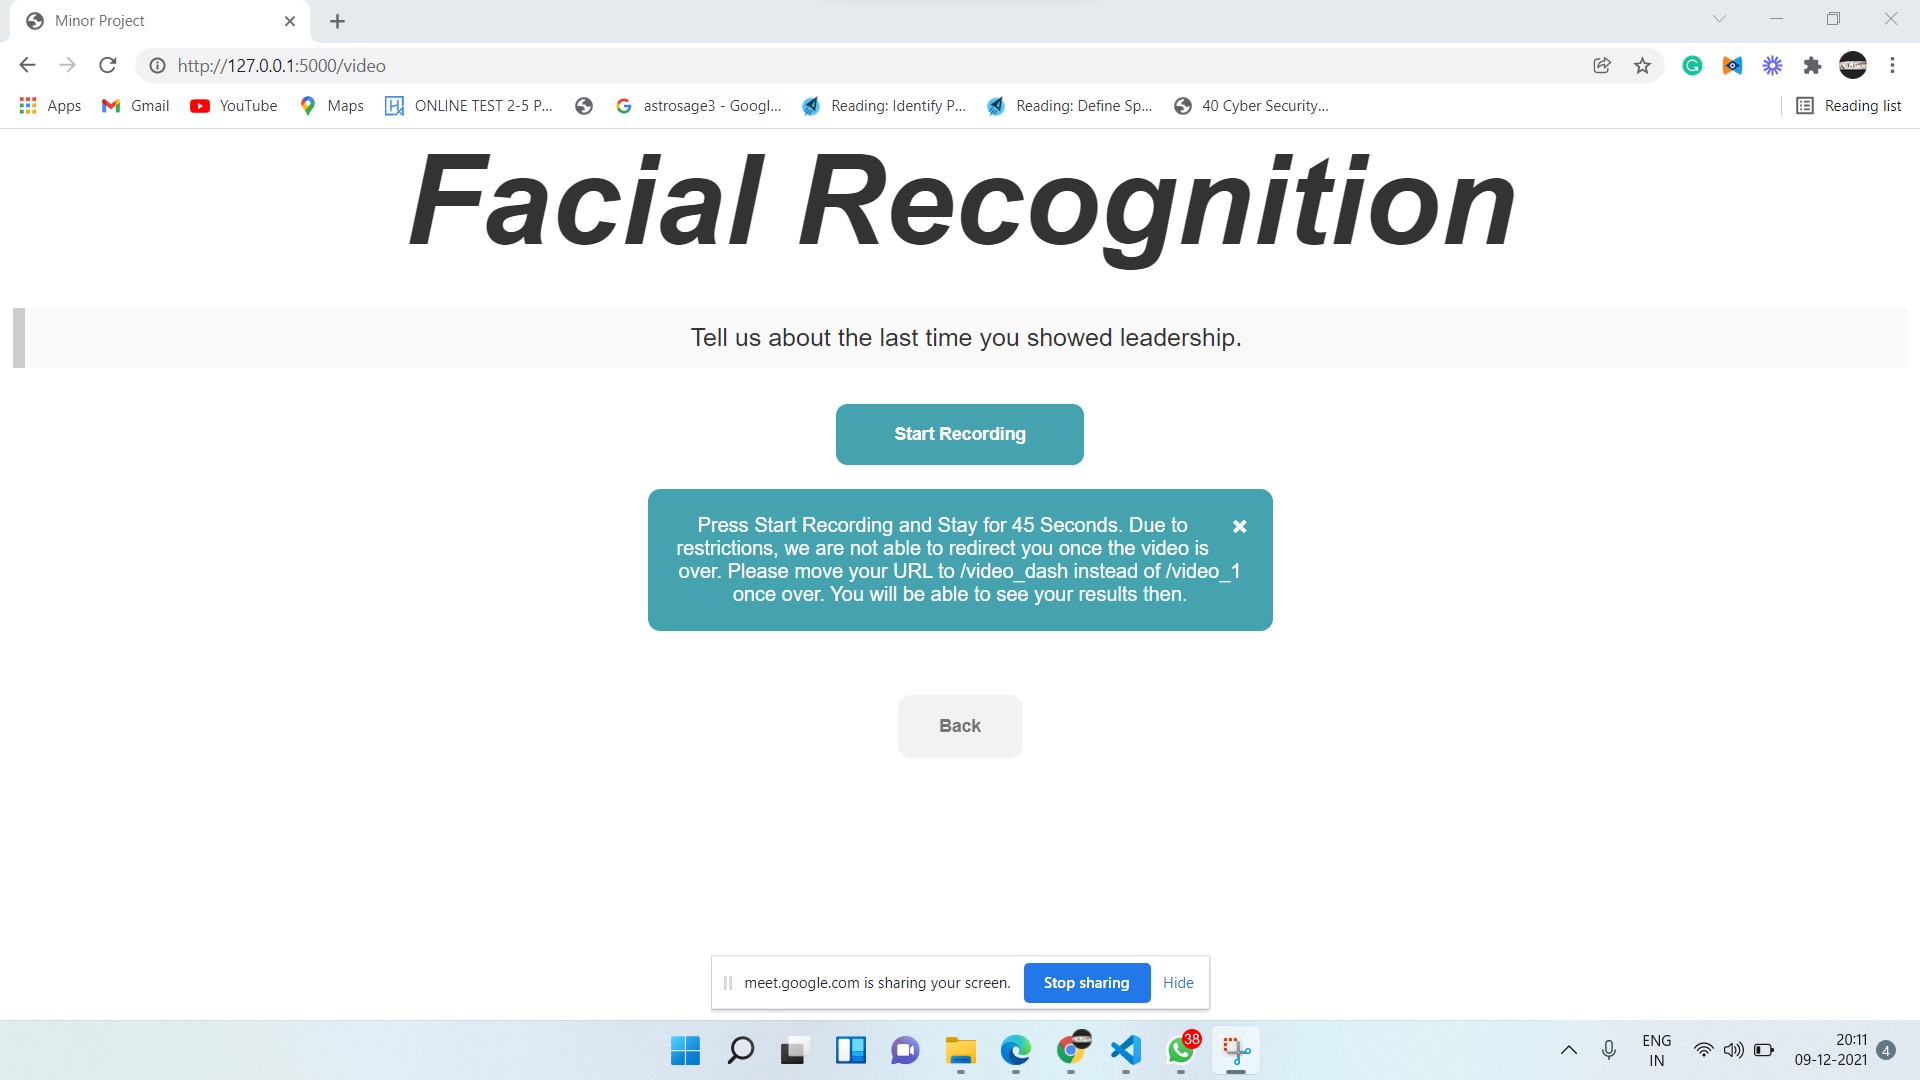 Minor Project
http://127.0.0.1:5000/video
Apps Gmail YouTube Maps ONLINE TEST 2-5 P... astrosage3 - Googl... Reading: Identify P... Reading: Define Sp... 40 Cyber Security... Reading list
Facial Recognition
Tell us about the last time you showed leadership.
Start Recording
Press Start Recording and Stay for 45 Seconds. Due to
restrictions, we are not able to redirect you once the video is
over. Please move your URL to /video_dash instead of /video_1
once over. You will be able to see your results then.
Back
meet.google.com is sharing your screen. Stop sharing Hide
38
ENG
IN
20:11
09-12-2021
4